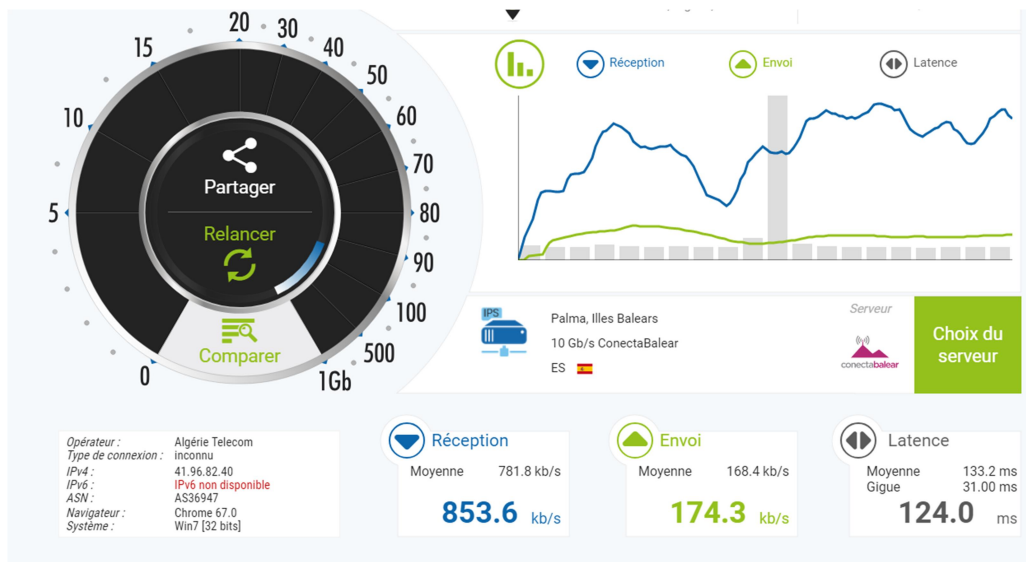 20
15
30
40
50
10
60
70
5
80
90
100
500
0
1Gb
Partager
Relancer
Comparer
Réception
Envoi
Latence
IPS
Palma, Illes Balears
10 Gb/s ConectaBalear
ES
Serveur
conectabalear
Choix du
serveur
Opérateur : Algérie Telecom
Type de connexion : inconnu
IPv4 : 41.96.82.40
IPv6 : IPv6 non disponible
ASN : AS36947
Navigateur : Chrome 67.0
Système : Win7 [32 bits]
Réception
Moyenne 781.8 kb/s
853.6 kb/s
Envoi
Moyenne 168.4 kb/s
174.3 kb/s
Latence
Moyenne 133.2 ms
Gigue 31.00 ms
124.0 ms